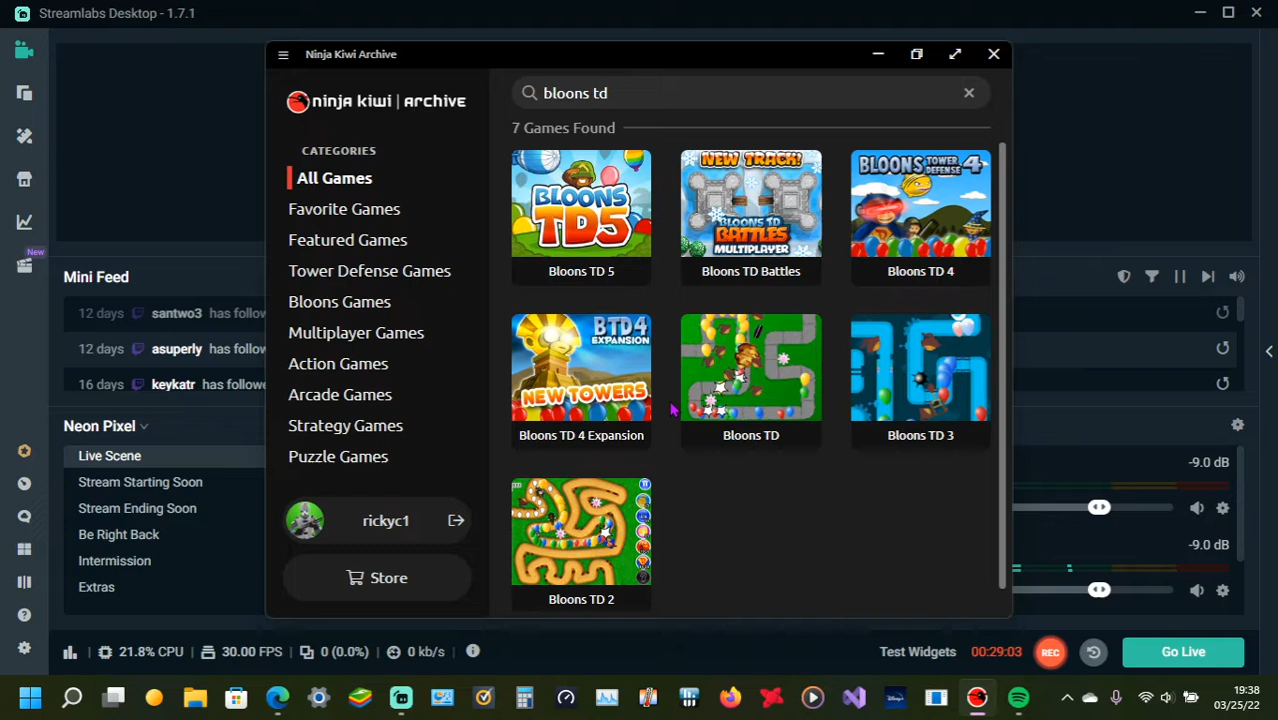 Streamlabs Desktop - 1.7.1
Ninja Kiwi Archive
ninja kiwi | Archive
CATEGORIES
All Games
Favorite Games
Featured Games
Tower Defense Games
Bloons Games
Multiplayer Games
Action Games
Arcade Games
Strategy Games
Puzzle Games
rickyc1
Store
bloons td
7 Games Found
BLOONS
TD5
Bloons TD 5
NEW TRACK!
BLOONS TD
BATTLES
MULTIPLAYER
Bloons TD Battles
BLOONS TOWER DEFENSE 4
Bloons TD 4
BTD4
EXPANSION
NEW TOWERS
Bloons TD 4 Expansion
Bloons TD
Bloons TD 3
Bloons TD 2
New
Mini Feed
12 days santwo3 has follow
12 days asuperly has follow
16 days keykatr has follow
Neon Pixel
Live Scene
Stream Starting Soon
Stream Ending Soon
Be Right Back
Intermission
Extras
-9.0 dB
-9.0 dB
21.8% CPU
30.00 FPS
0 (0.0%)
0 kb/s
Test Widgets
00:29:03
REC
Go Live
19:38
03/25/22